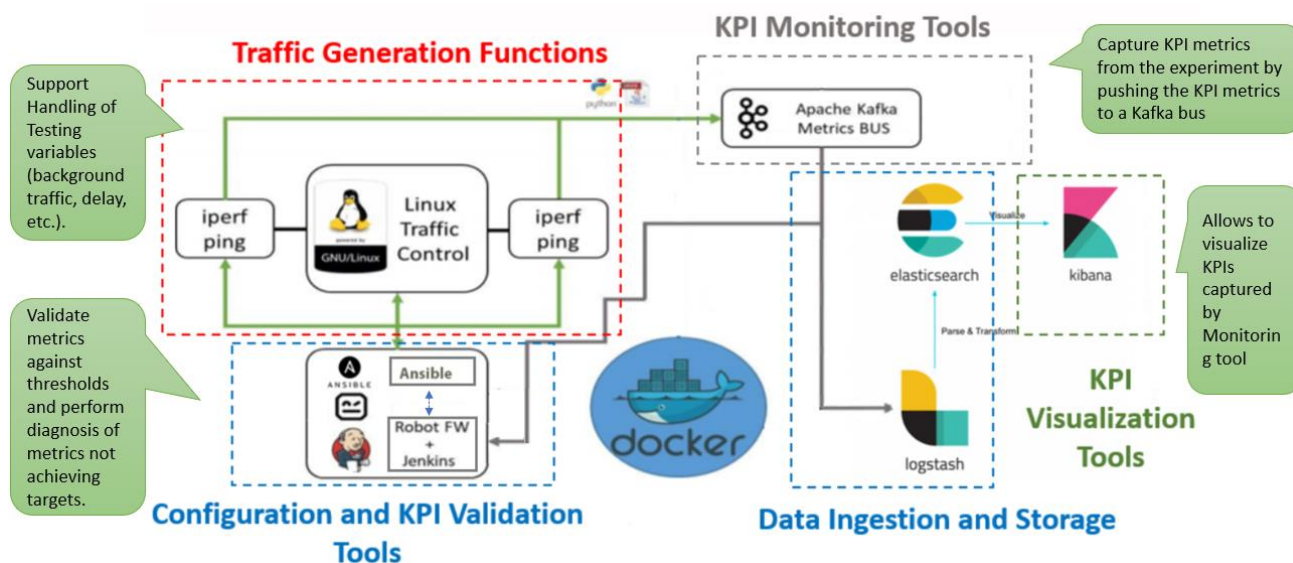 Traffic Generation Functions
KPI Monitoring Tools
Support
Handling of
Testing
variables
(background
traffic, delay,
etc.).
Capture KPI metrics
from the experiment by
pushing the KPI metrics
to a Kafka bus
python
Apache Kafka
Metrics BUS
iperf
ping
powered by
GNU/Linux
Linux
Traffic
Control
iperf
ping
elasticsearch
Visualize
kibana
Allows to
visualize
KPIs
captured
by
Monitorin
g tool
Validate
metrics
against
thresholds
and perform
diagnosis of
metrics not
achieving
targets.
A
ANSIBLE
Ansible
Robot FW
+
Jenkins
docker
Parse & Transform
logstash
KPI
Visualization
Tools
Configuration and KPI Validation
Tools
Data Ingestion and Storage